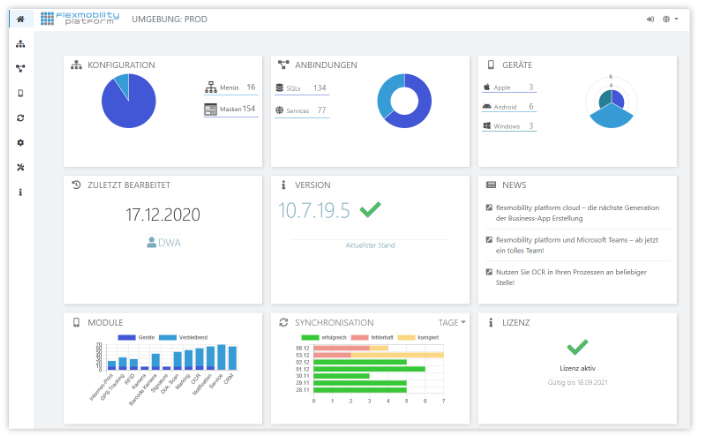 flexmobility
platform
UMGEBUNG: PROD
KONFIGURATION
Menüs 16
Masken 154
ANBINDUNGEN
SQLs 134
Services 77
GERÄTE
Apple 3
Android 6
Windows 3
6
4
ZULETZT BEARBEITET
17.12.2020
DWA
VERSION
10.7.19.5
Aktuellster Stand
NEWS
flexmobility platform cloud – die nächste Generation
der Business-App Erstellung
flexmobility platform und Microsoft Teams – ab jetzt
ein tolles Team!
Nutzen Sie OCR in Ihren Prozessen an beliebiger
Stelle!
MODULE
Geräte Verbleibend
GPS-Tracking
RFID
Kamera
Barcode Kamera
Signature
Dok. Scan
OCR
Notification
Service
CRM
SYNCHRONISATION
TAGE
erfolgreich fehlerhaft korrigiert
08.12
03.12
02.12
01.12
30.11
29.11
28.11
0 1 2 3 4 5 6 7
LIZENZ
Lizenz aktiv
Gültig bis 18.09.2021